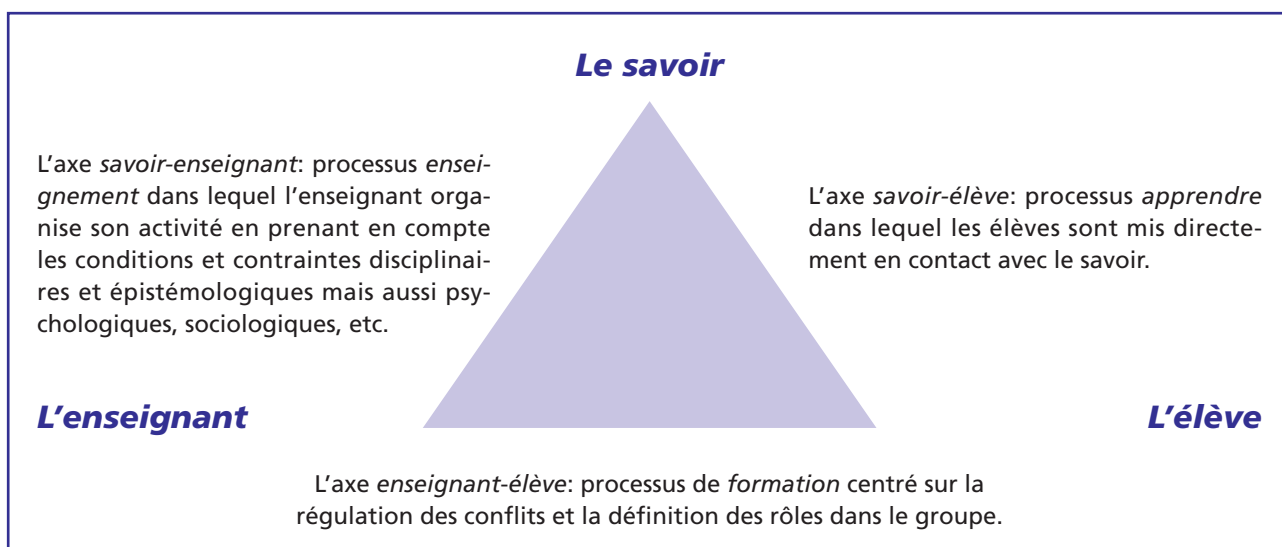 Le savoir
L'axe savoir-enseignant: processus ensei-
gnement dans lequel l'enseignant orga-
nise son activité en prenant en compte
les conditions et contraintes disciplinai-
res et épistémologiques mais aussi psy-
chologiques, sociologiques, etc.
L'axe savoir-élève: processus apprendre
dans lequel les élèves sont mis directe-
ment en contact avec le savoir.
L'enseignant
L'élève
L'axe enseignant-élève: processus de formation centré sur la
régulation des conflits et la définition des rôles dans le groupe.